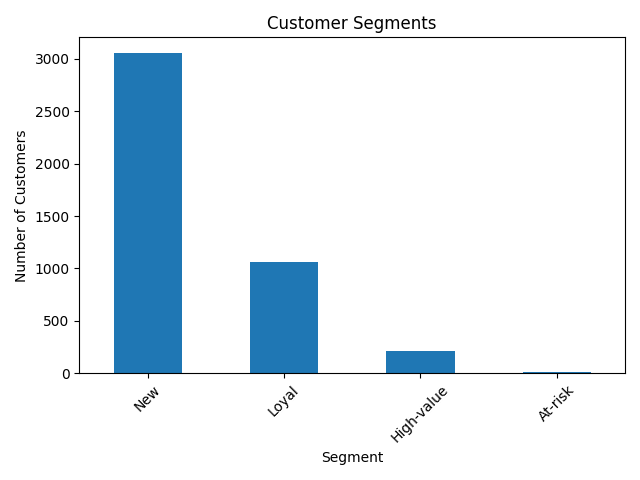 Customer Segments
Number of Customers
3000
2500
2000
1500
1000
500
0
New
Loyal
High-value
At-risk
Segment